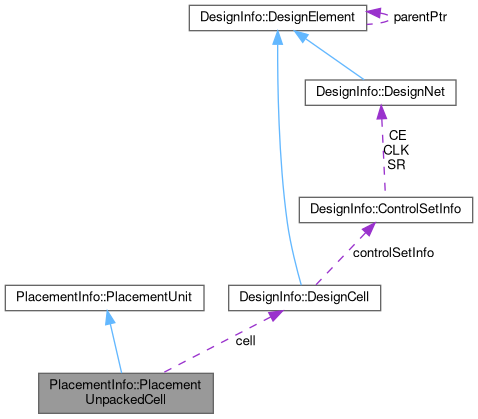 DesignInfo::DesignElement
parentPtr
DesignInfo::DesignNet
CE
CLK
SR
DesignInfo::ControlSetInfo
controlSetInfo
PlacementInfo::PlacementUnit
DesignInfo::DesignCell
cell
PlacementInfo::Placement
UnpackedCell